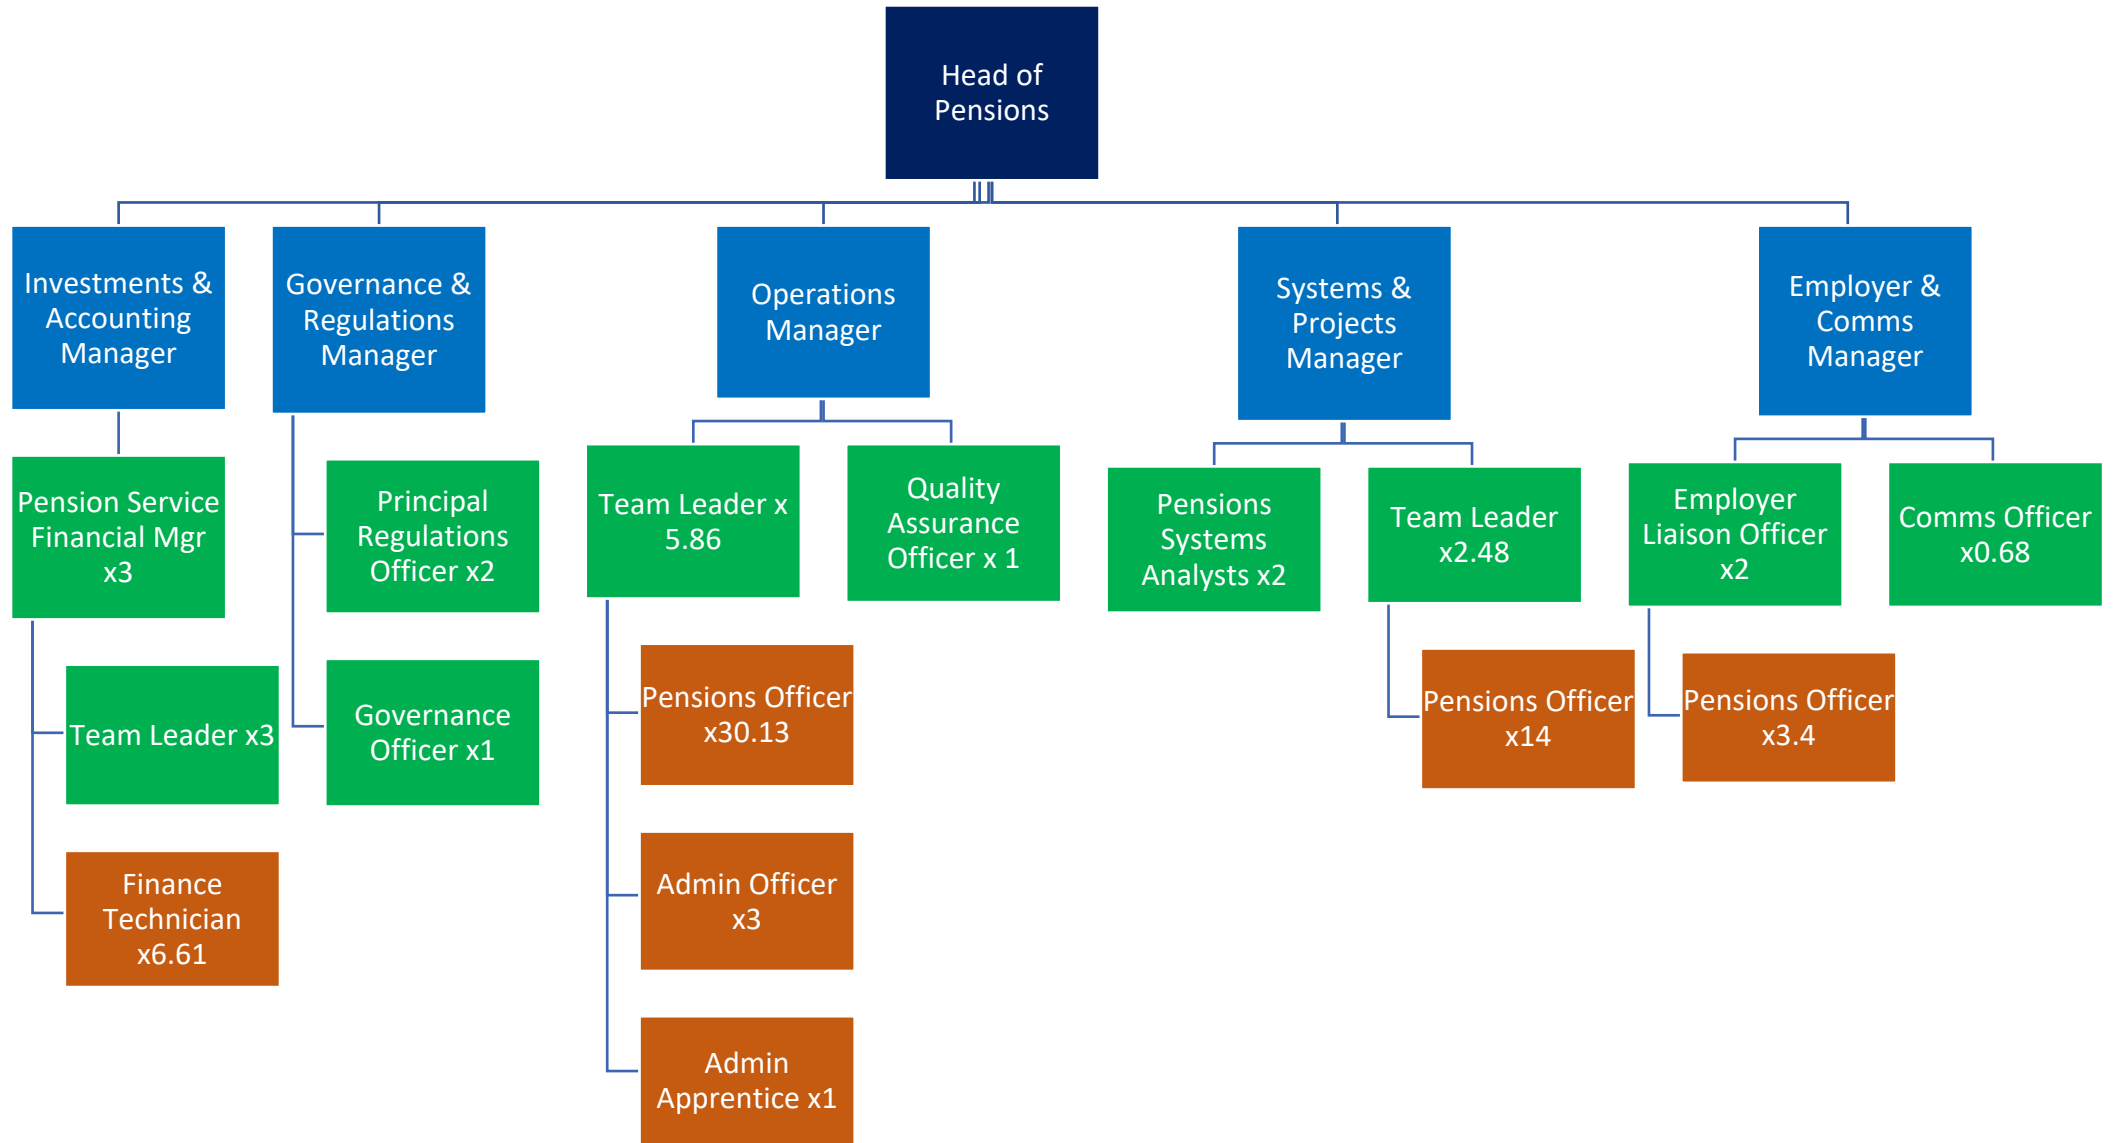 Head of
Pensions
Investments &
Accounting
Manager
Governance &
Regulations
Manager
Operations
Manager
Systems &
Projects
Manager
Employer &
Comms
Manager
Pension Service
Financial Mgr
x3
Team Leader x3
Finance
Technician
x6.61
Principal
Regulations
Officer x2
Governance
Officer x1
Team Leader x
5.86
Quality
Assurance
Officer x 1
Pensions Officer
x30.13
Admin Officer
x3
Admin
Apprentice x1
Pensions
Systems
Analysts x2
Team Leader
x2.48
Pensions Officer
x14
Employer
Liaison Officer
x2
Comms Officer
x0.68
Pensions Officer
x3.4